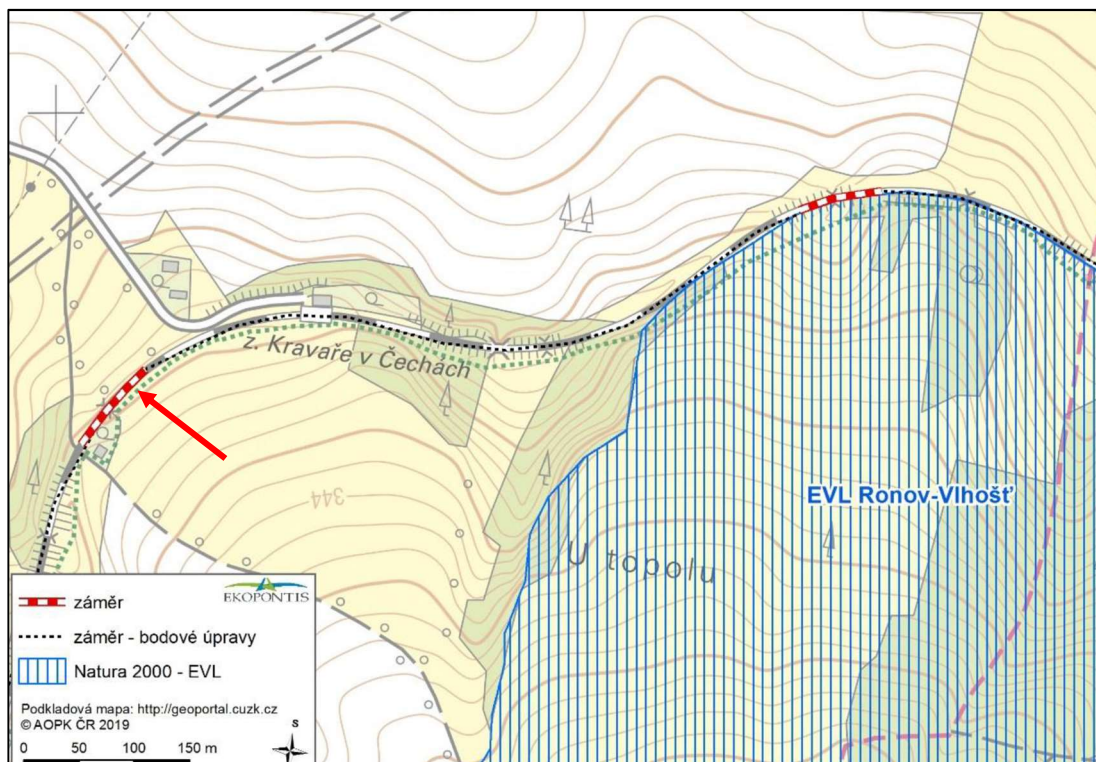 z. Kravaře v Čechách
344
EVL Ronov-Vlhošť
U topolu
EKOPONTIS
záměr
záměr - bodové úpravy
Natura 2000 - EVL
Podkladová mapa: http://geoportal.cuzk.cz
© AOPK ČR 2019
S
0 50 100 150 m